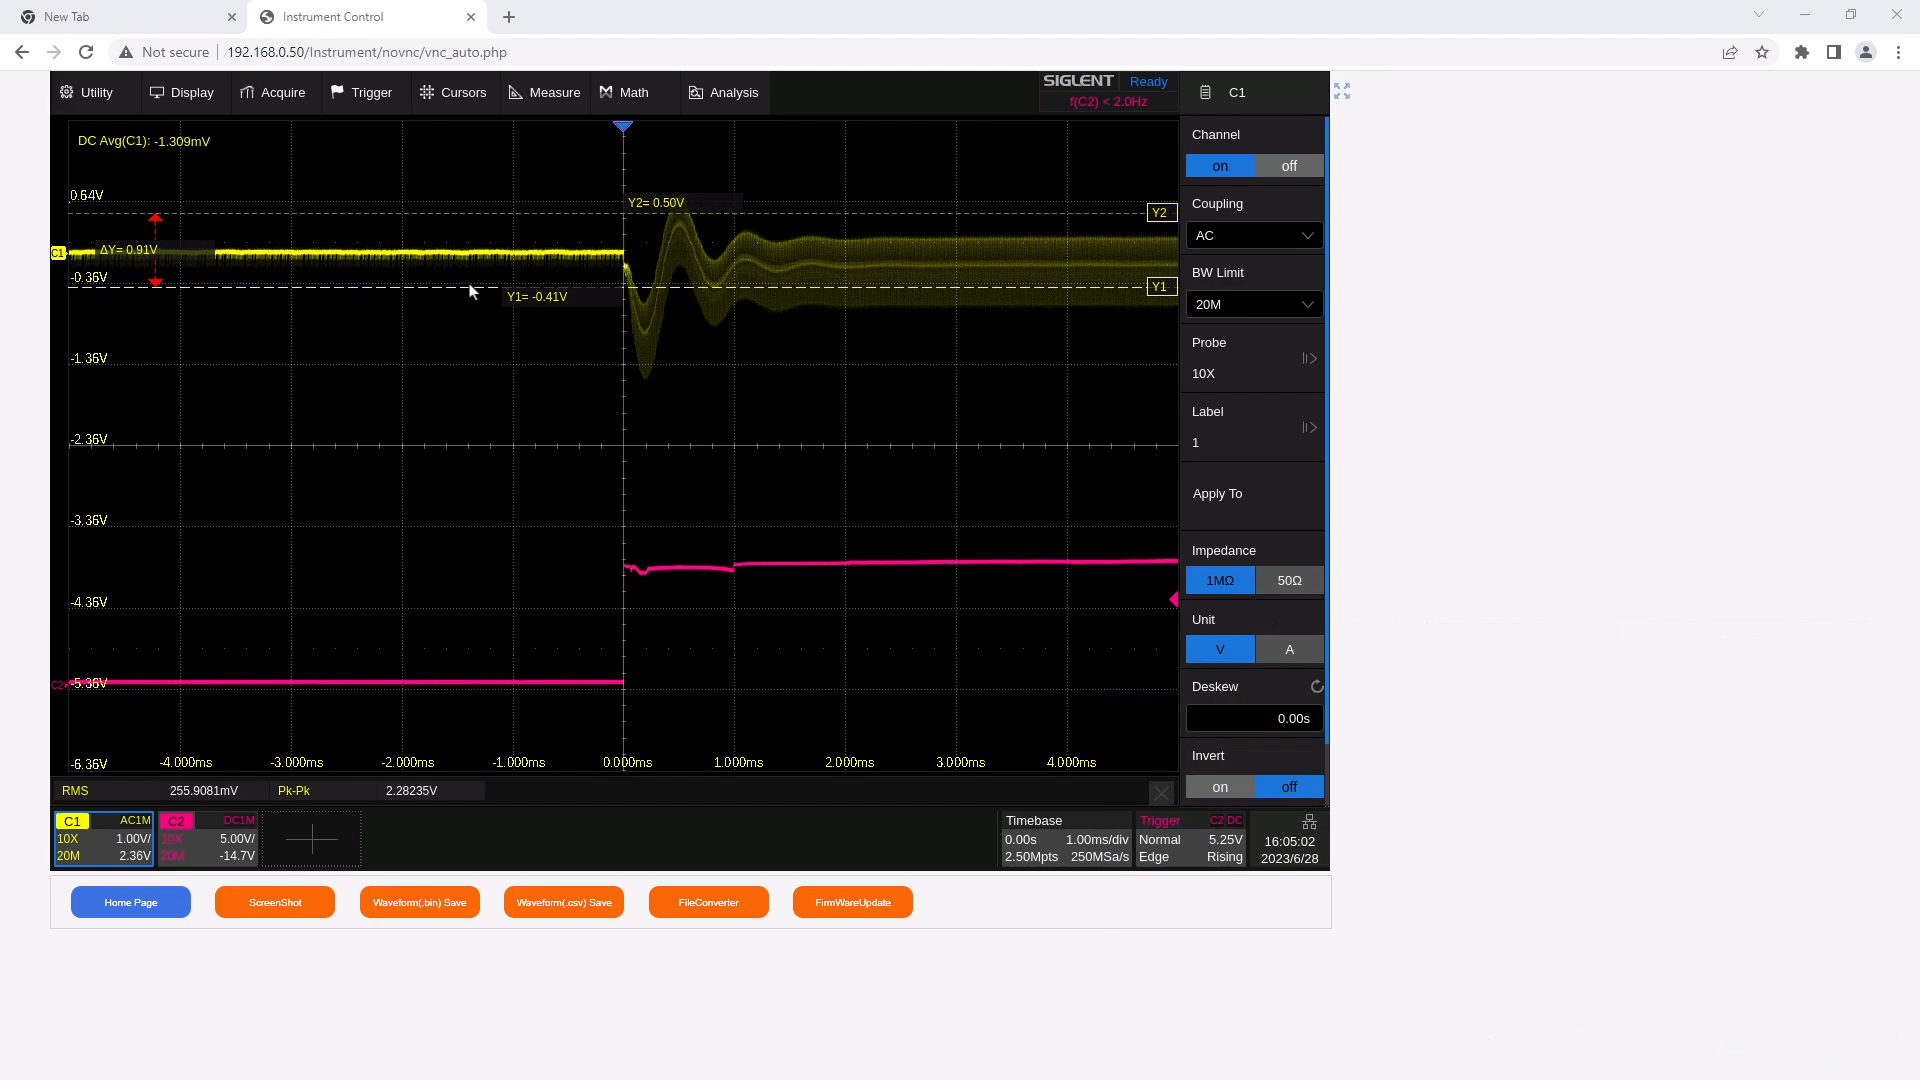 New Tab
Instrument Control
Not secure
192.168.0.50/Instrument/novnc/vnc_auto.php
Utility
Display
Acquire
Trigger
Cursors
Measure
Math
Analysis
SIGLENT
Ready
f(C2) < 2.0Hz
C1
DC Avg(C1): -1.309mV
0.64V
Y2= 0.50V
Y2
C1
ΔY= 0.91V
-0.36V
Y1= -0.41V
Y1
-1.36V
-2.36V
-3.36V
-4.36V
C2
-5.36V
-6.36V
-4.000ms
-3.000ms
-2.000ms
-1.000ms
0.000ms
1.000ms
2.000ms
3.000ms
4.000ms
Channel
on
off
Coupling
AC
BW Limit
20M
Probe
10X
Label
1
Apply To
Impedance
1MΩ
50Ω
Unit
V
A
Deskew
0.00s
Invert
on
off
RMS
255.9081mV
Pk-Pk
2.28235V
C1
AC1M
10X
1.00V/
20M
2.36V
C2
DC1M
10X
5.00V/
20M
-14.7V
Timebase
0.00s
1.00ms/div
2.50Mpts
250MSa/s
Trigger
C2 DC
Normal
5.25V
Edge
Rising
16:05:02
2023/6/28
Home Page
ScreenShot
Waveform(.bin) Save
Waveform(.csv) Save
FileConverter
FirmWareUpdate